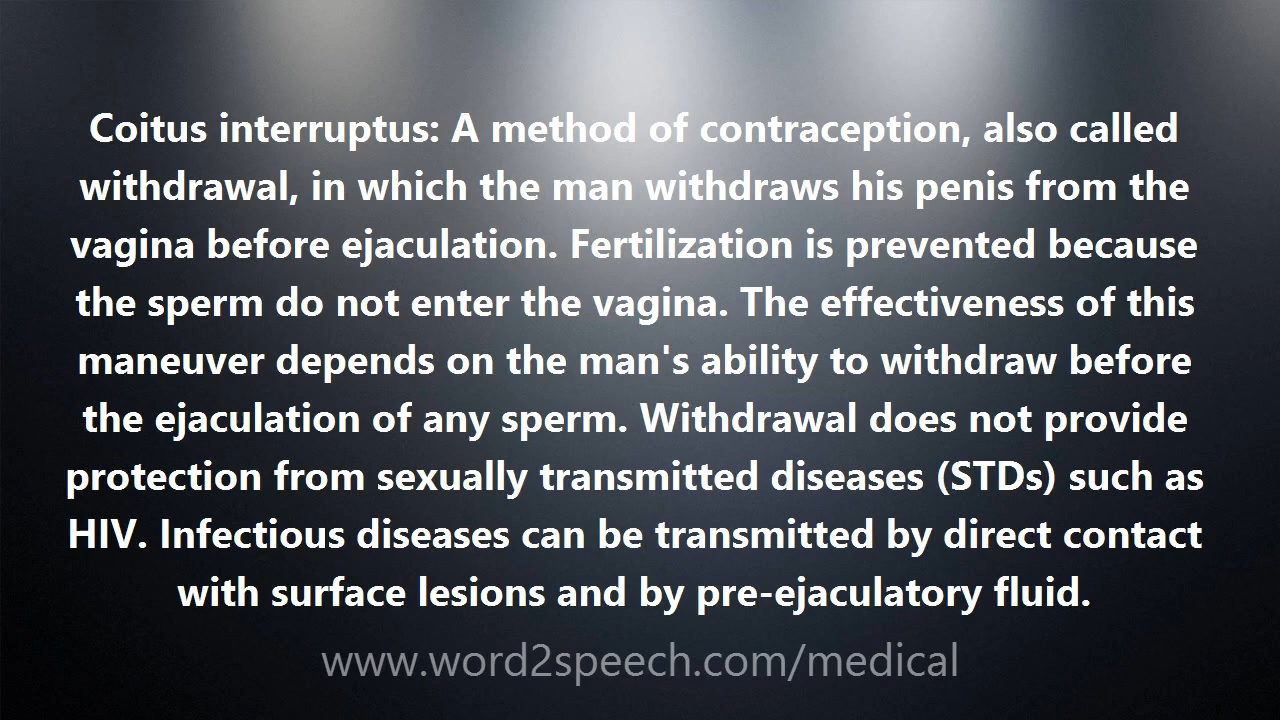 Coitus interruptus: A method of contraception, also called
withdrawal, in which the man withdraws his penis from the
vagina before ejaculation. Fertilization is prevented because
the sperm do not enter the vagina. The effectiveness of this
maneuver depends on the man's ability to withdraw before
the ejaculation of any sperm. Withdrawal does not provide
protection from sexually transmitted diseases (STDs) such as
HIV. Infectious diseases can be transmitted by direct contact
with surface lesions and by pre-ejaculatory fluid.
www.word2speech.com/medical